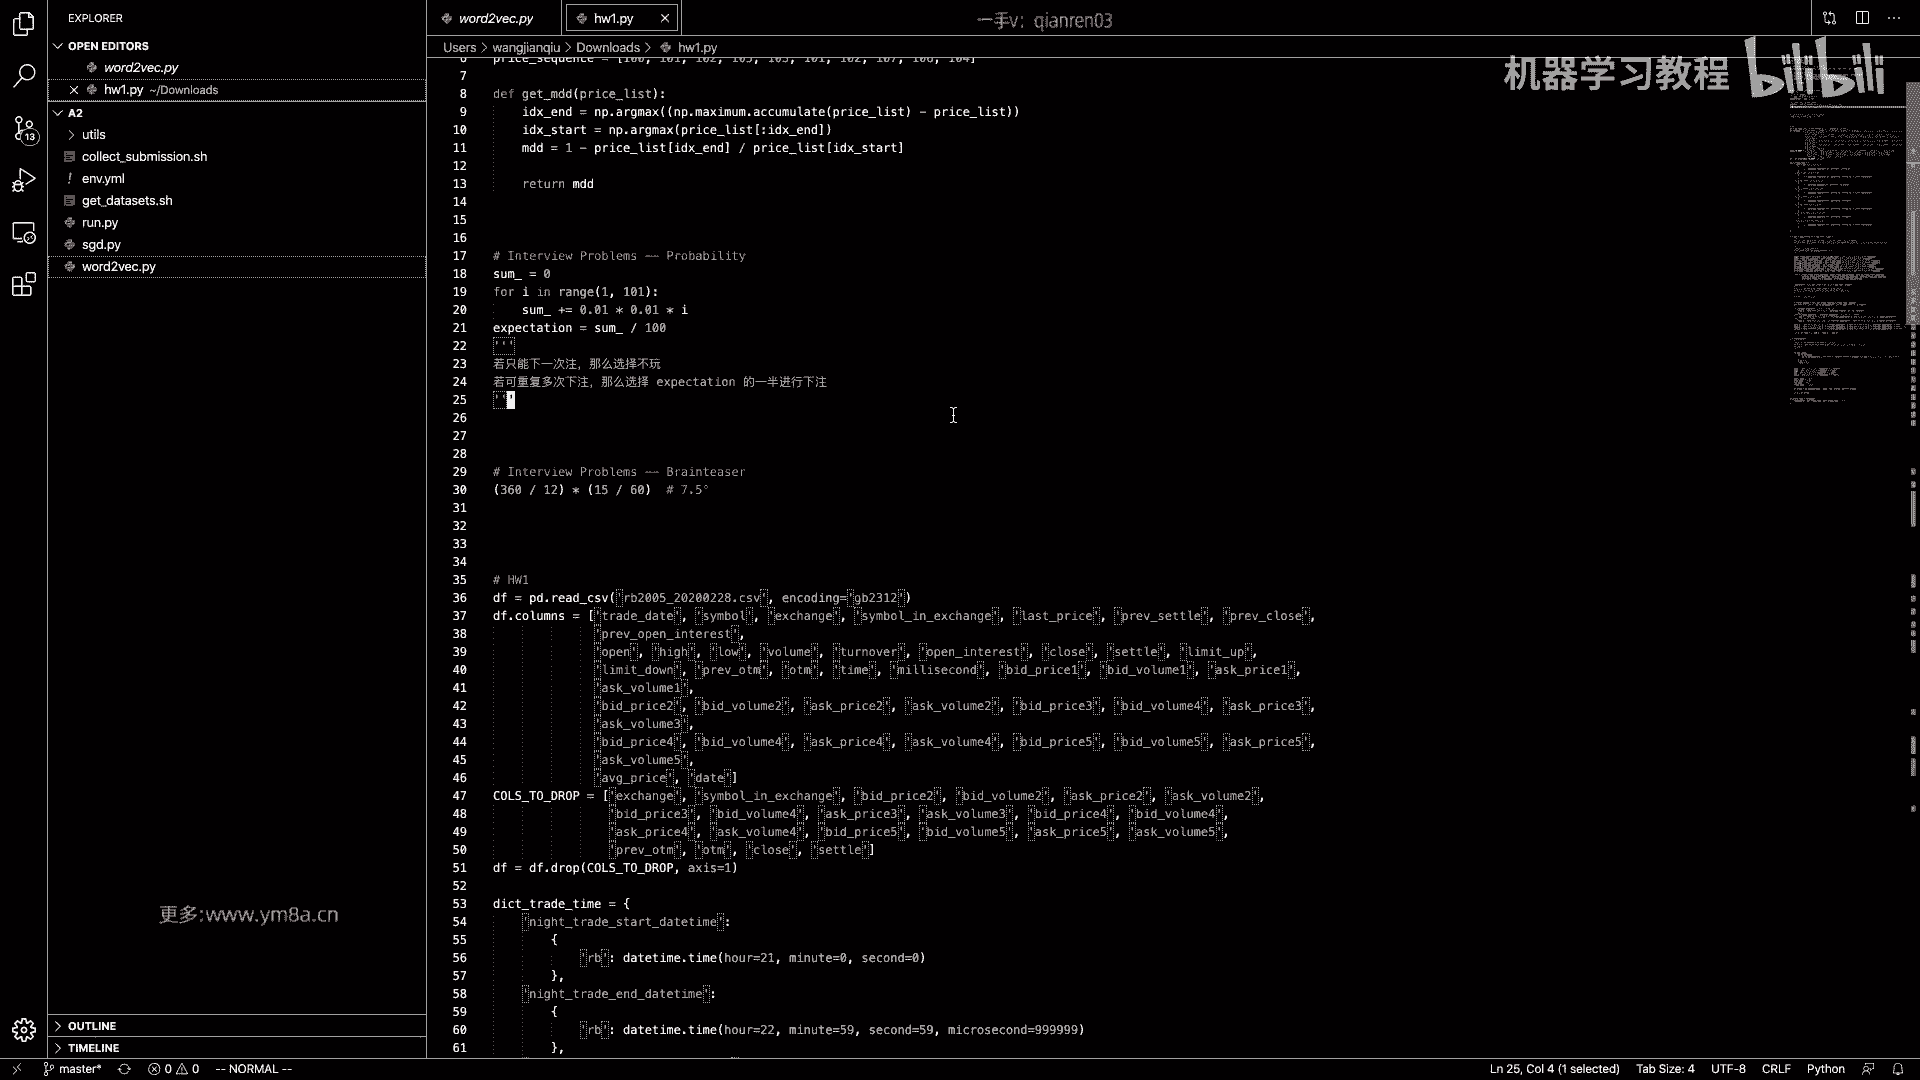 EXPLORER
OPEN EDITORS
word2vec.py
hw1.py ~/Downloads
A2
utils
collect_submission.sh
! env.yml
get_datasets.sh
run.py
sgd.py
word2vec.py
更多:www.ym8a.cn
OUTLINE
TIMELINE
word2vec.py
hw1.py
一手v：qianren03
Users > wangjianqiu > Downloads > hw1.py
机器学习教程 bilibili
7
8 def get_mdd(price_list):
9 idx_end = np.argmax((np.maximum.accumulate(price_list) - price_list))
10 idx_start = np.argmax(price_list[:idx_end])
11 mdd = 1 - price_list[idx_end] / price_list[idx_start]
12
13 return mdd
14
15
16
17 # Interview Problems —— Probability
18 sum_ = 0
19 for i in range(1, 101):
20 sum_ += 0.01 * 0.01 * i
21 expectation = sum_ / 100
22 '''
23 若只能下一次注，那么选择不玩
24 若可重复多次下注，那么选择 expectation 的一半进行下注
25 '''
26
27
28
29 # Interview Problems —— Brainteaser
30 (360 / 12) * (15 / 60) # 7.5°
31
32
33
34
35 # HW1
36 df = pd.read_csv('rb2005_20200228.csv', encoding='gb2312')
37 df.columns = ['trade_date', 'symbol', 'exchange', 'symbol_in_exchange', 'last_price', 'prev_settle', 'prev_close',
38 'prev_open_interest',
39 'open', 'high', 'low', 'volume', 'turnover', 'open_interest', 'close', 'settle', 'limit_up',
40 'limit_down', 'prev_otm', 'otm', 'time', 'millisecond', 'bid_price1', 'bid_volume1', 'ask_price1',
41 'ask_volume1',
42 'bid_price2', 'bid_volume2', 'ask_price2', 'ask_volume2', 'bid_price3', 'bid_volume4', 'ask_price3',
43 'ask_volume3',
44 'bid_price4', 'bid_volume4', 'ask_price4', 'ask_volume4', 'bid_price5', 'bid_volume5', 'ask_price5',
45 'ask_volume5',
46 'avg_price', 'date']
47 COLS_TO_DROP = ['exchange', 'symbol_in_exchange', 'bid_price2', 'bid_volume2', 'ask_price2', 'ask_volume2',
48 'bid_price3', 'bid_volume4', 'ask_price3', 'ask_volume3', 'bid_price4', 'bid_volume4',
49 'ask_price4', 'ask_volume4', 'bid_price5', 'bid_volume5', 'ask_price5', 'ask_volume5',
50 'prev_otm', 'otm', 'close', 'settle']
51 df = df.drop(COLS_TO_DROP, axis=1)
52
53 dict_trade_time = {
54 'night_trade_start_datetime':
55 {
56 'rb': datetime.time(hour=21, minute=0, second=0)
57 },
58 'night_trade_end_datetime':
59 {
60 'rb': datetime.time(hour=22, minute=59, second=59, microsecond=999999)
61 },
13
master* 0 0 -- NORMAL -- Ln 25, Col 4 (1 selected) Tab Size: 4 UTF-8 CRLF Python